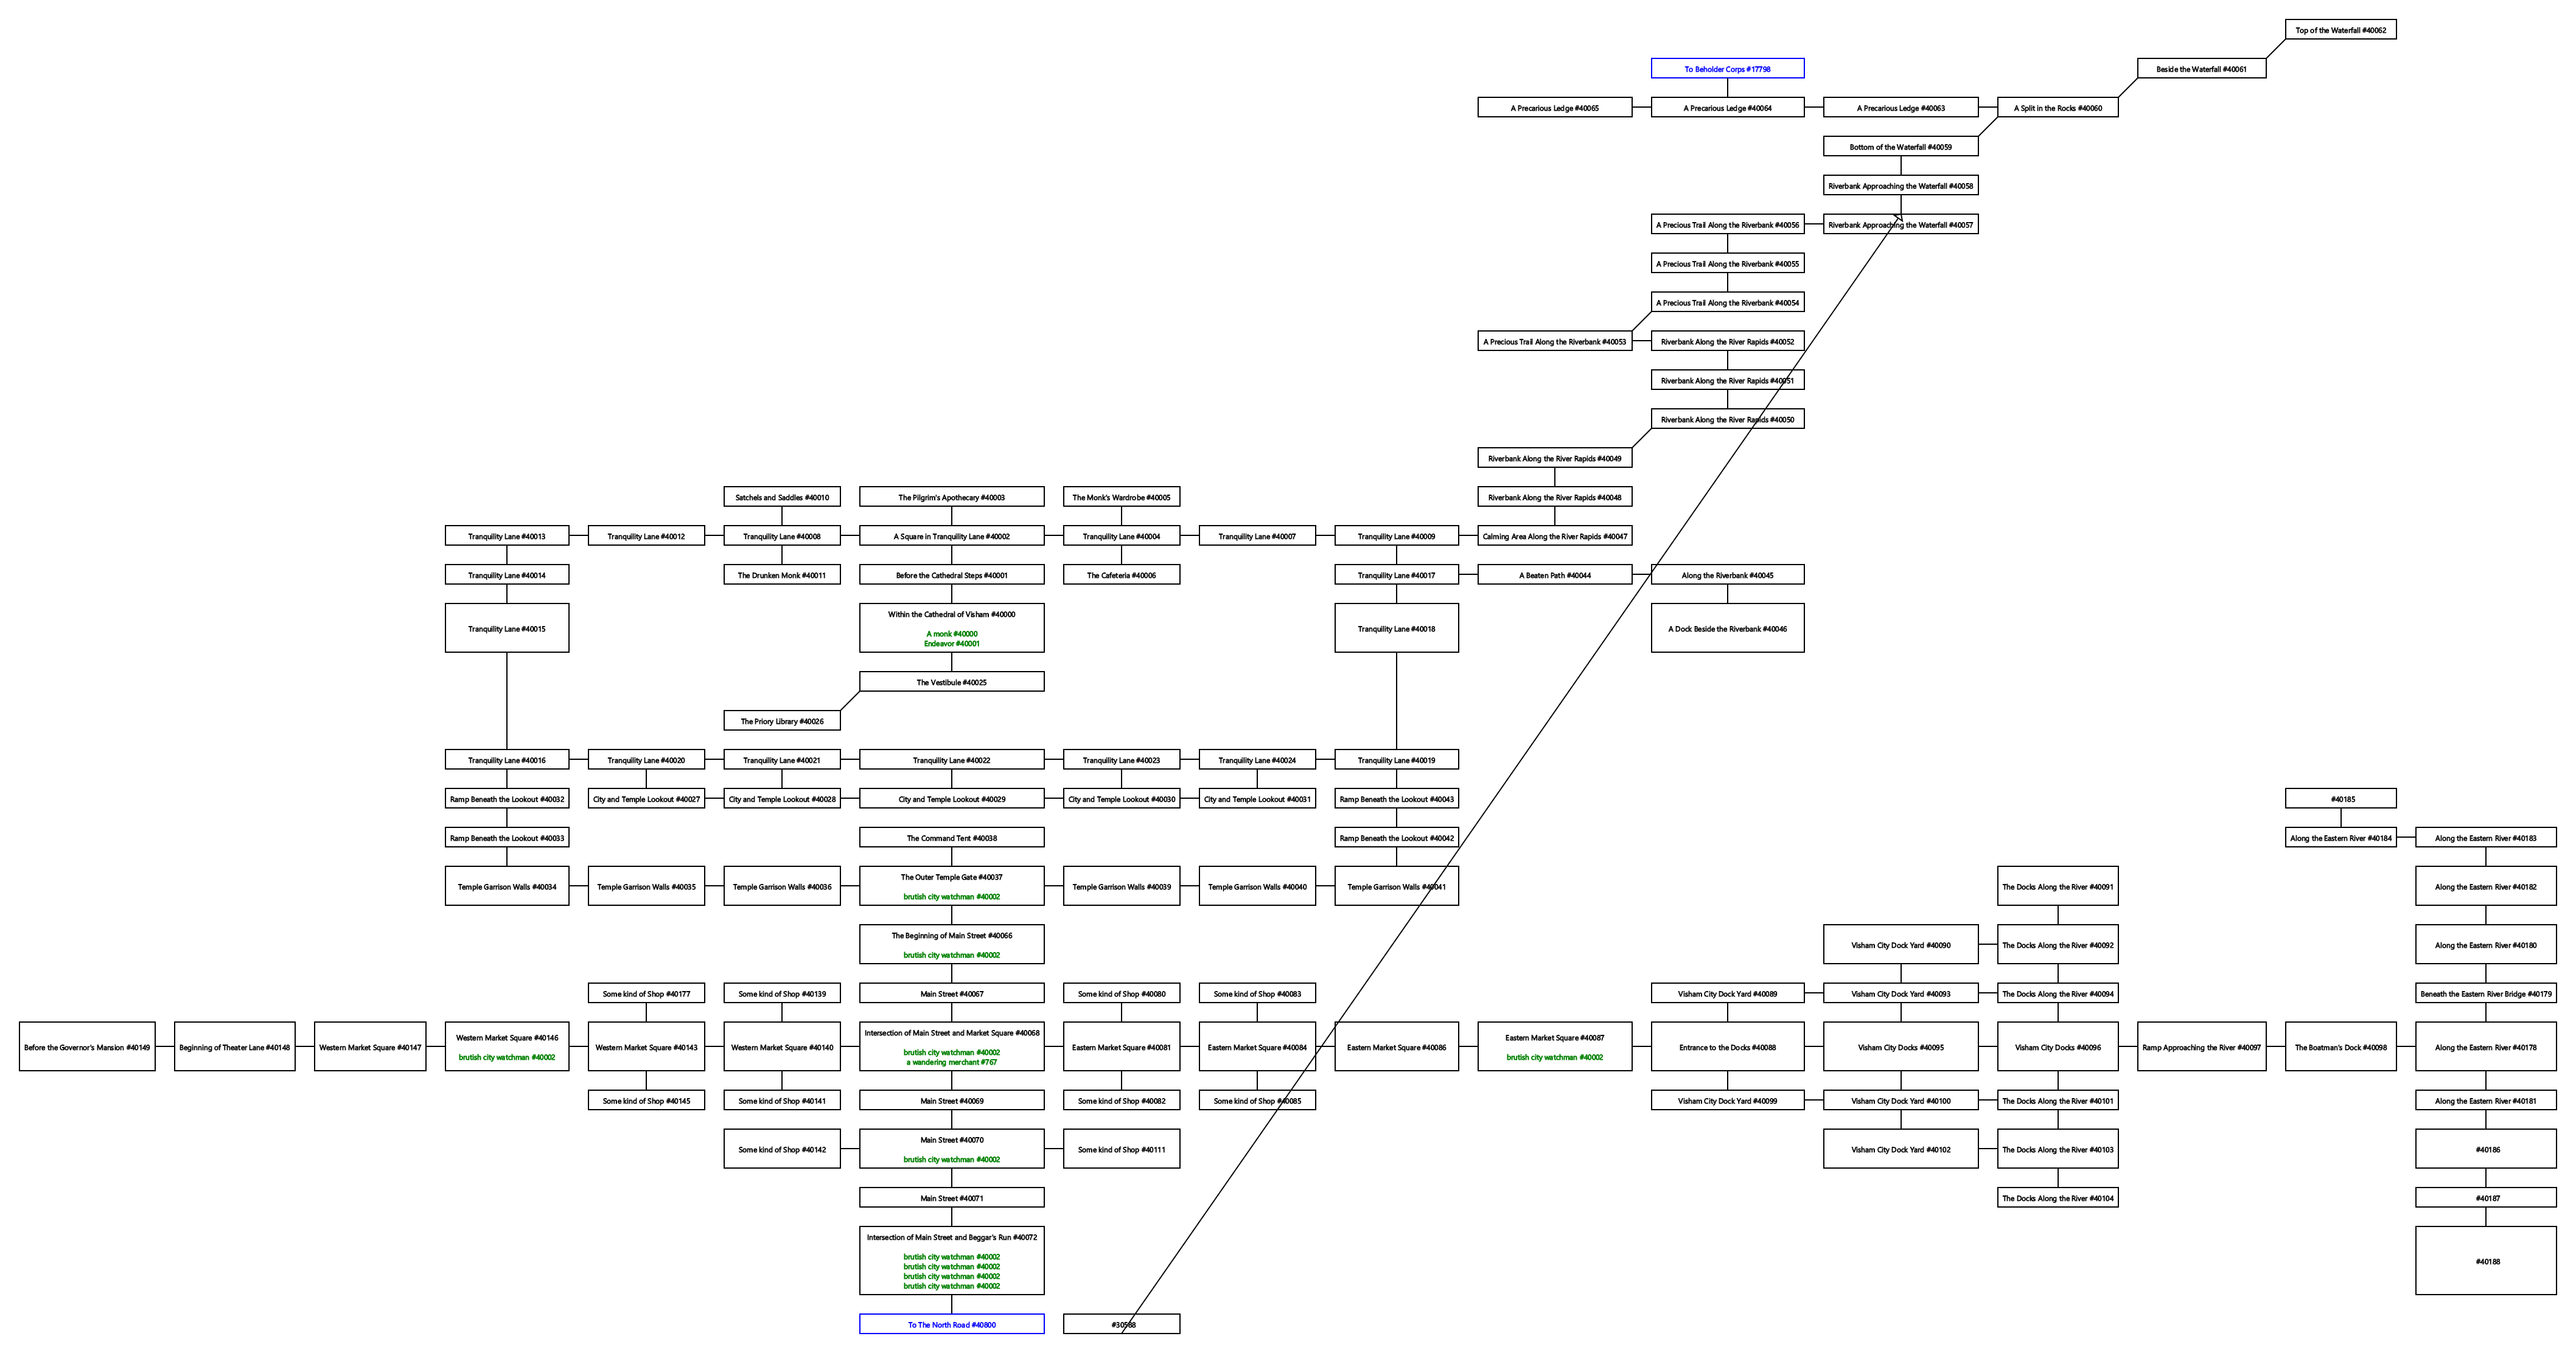 Top of the Waterfall #40062
To Beholder Corps #17798
Beside the Waterfall #40061
A Precarious Ledge #40065
A Precarious Ledge #40064
A Precarious Ledge #40063
A Split in the Rocks #40060
Bottom of the Waterfall #40059
Riverbank Approaching the Waterfall #40058
A Precious Trail Along the Riverbank #40056
Riverbank Approaching the Waterfall #40057
A Precious Trail Along the Riverbank #40055
A Precious Trail Along the Riverbank #40054
A Precious Trail Along the Riverbank #40053
Riverbank Along the River Rapids #40052
Riverbank Along the River Rapids #40051
Riverbank Along the River Rapids #40050
Riverbank Along the River Rapids #40049
Satchels and Saddles #40010
The Pilgrim's Apothecary #40003
The Monk's Wardrobe #40005
Riverbank Along the River Rapids #40048
Tranquility Lane #40013
Tranquility Lane #40012
Tranquility Lane #40008
A Square in Tranquility Lane #40002
Tranquility Lane #40004
Tranquility Lane #40007
Tranquility Lane #40009
Calming Area Along the River Rapids #40047
Tranquility Lane #40014
The Drunken Monk #40011
Before the Cathedral Steps #40001
The Cafeteria #40006
Tranquility Lane #40017
A Beaten Path #40044
Along the Riverbank #40045
Tranquility Lane #40015
Within the Cathedral of Visham #40000
A monk #40000
Endeavor #40001
Tranquility Lane #40018
A Dock Beside the Riverbank #40046
The Vestibule #40025
The Priory Library #40026
Tranquility Lane #40016
Tranquility Lane #40020
Tranquility Lane #40021
Tranquility Lane #40022
Tranquility Lane #40023
Tranquility Lane #40024
Tranquility Lane #40019
Ramp Beneath the Lookout #40032
City and Temple Lookout #40027
City and Temple Lookout #40028
City and Temple Lookout #40029
City and Temple Lookout #40030
City and Temple Lookout #40031
Ramp Beneath the Lookout #40043
#40185
Ramp Beneath the Lookout #40033
The Command Tent #40038
Ramp Beneath the Lookout #40042
Along the Eastern River #40184
Along the Eastern River #40183
Temple Garrison Walls #40034
Temple Garrison Walls #40035
Temple Garrison Walls #40036
The Outer Temple Gate #40037
brutish city watchman #40002
Temple Garrison Walls #40039
Temple Garrison Walls #40040
Temple Garrison Walls #40041
The Docks Along the River #40091
Along the Eastern River #40182
The Beginning of Main Street #40066
brutish city watchman #40002
Visham City Dock Yard #40090
The Docks Along the River #40092
Along the Eastern River #40180
Some kind of Shop #40177
Some kind of Shop #40139
Main Street #40067
Some kind of Shop #40080
Some kind of Shop #40083
Visham City Dock Yard #40089
Visham City Dock Yard #40093
The Docks Along the River #40094
Beneath the Eastern River Bridge #40179
Before the Governor's Mansion #40149
Beginning of Theater Lane #40148
Western Market Square #40147
Western Market Square #40146
brutish city watchman #40002
Western Market Square #40143
Western Market Square #40140
Intersection of Main Street and Market Square #40068
brutish city watchman #40002
a wandering merchant #767
Eastern Market Square #40081
Eastern Market Square #40084
Eastern Market Square #40086
Eastern Market Square #40087
brutish city watchman #40002
Entrance to the Docks #40088
Visham City Docks #40095
Visham City Docks #40096
Ramp Approaching the River #40097
The Boatman's Dock #40098
Along the Eastern River #40178
Some kind of Shop #40145
Some kind of Shop #40141
Main Street #40069
Some kind of Shop #40082
Some kind of Shop #40085
Visham City Dock Yard #40099
Visham City Dock Yard #40100
The Docks Along the River #40101
Along the Eastern River #40181
Some kind of Shop #40142
Main Street #40070
brutish city watchman #40002
Some kind of Shop #40111
Visham City Dock Yard #40102
The Docks Along the River #40103
#40186
Main Street #40071
The Docks Along the River #40104
#40187
Intersection of Main Street and Beggar's Run #40072
brutish city watchman #40002
brutish city watchman #40002
brutish city watchman #40002
brutish city watchman #40002
#40188
To The North Road #40800